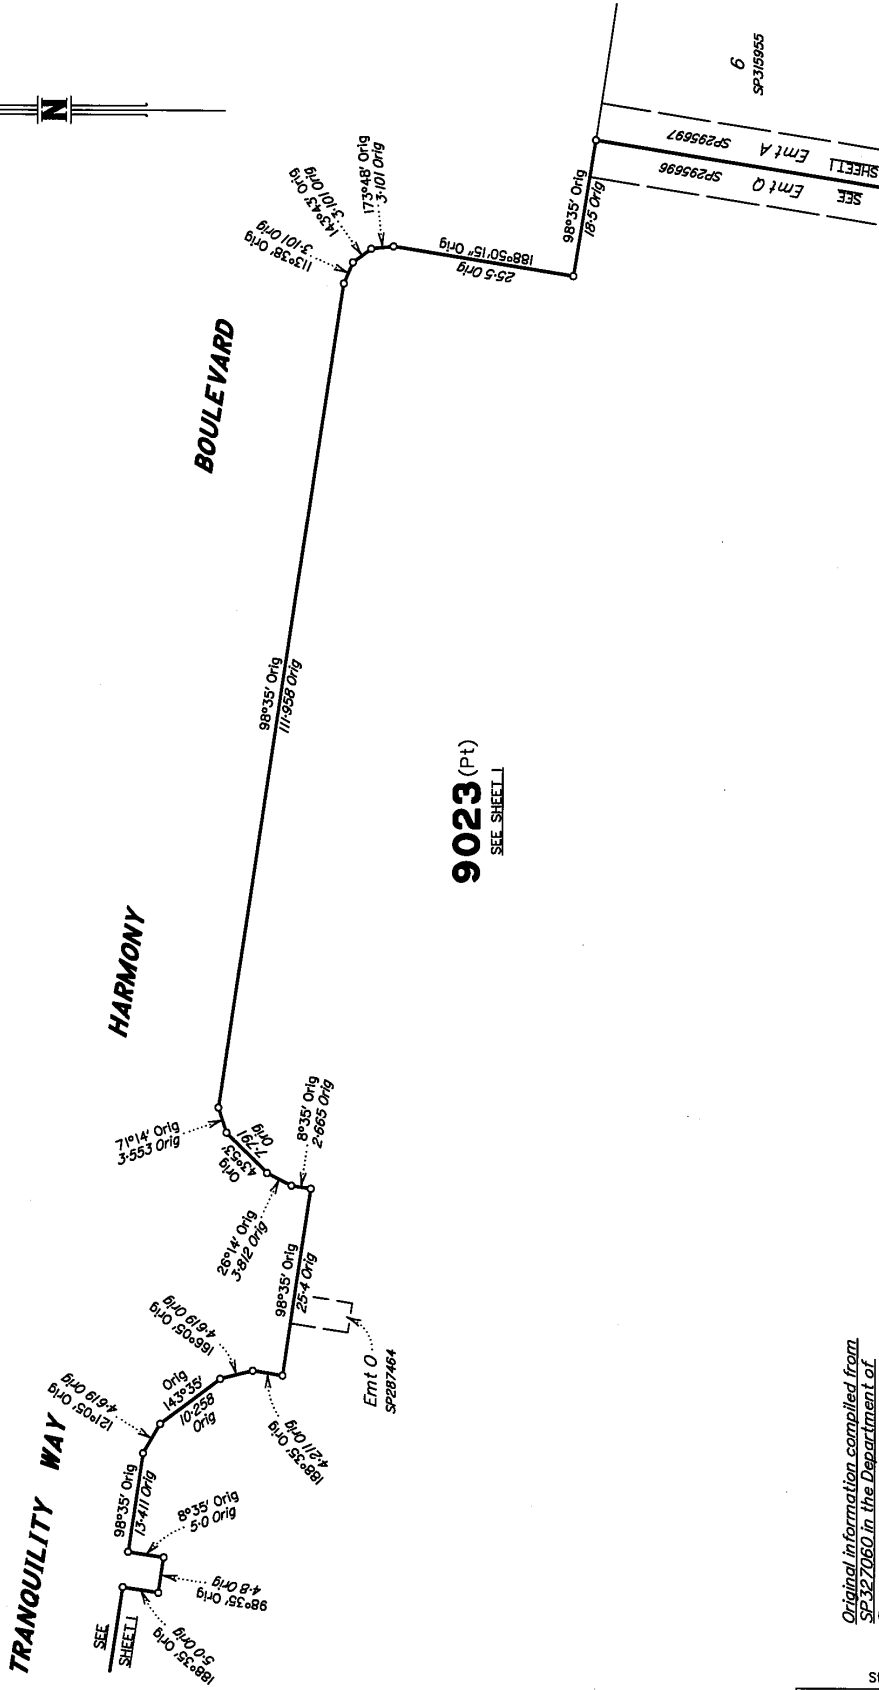 N
6
SP315955
Emt A
SP295697
SHEET 1
SEE
Emt Q
SP295696
98°35' Orig
18·5 Orig
188°50'15" Orig
25·5 Orig
173°48' Orig
3·101 Orig
143°43' Orig
3·101 Orig
113°38' Orig
3·101 Orig
BOULEVARD
98°35' Orig
111·958 Orig
9023 (Pt)
SEE SHEET 1
HARMONY
71°14' Orig
3·553 Orig
43°53'
Orig
7·791
Orig
8°35' Orig
2·665 Orig
26°14' Orig
3·812 Orig
98°35' Orig
25·4 Orig
Emt O
SP287464
166°05' Orig
4·619 Orig
188°35' Orig
4·211 Orig
Orig
143°35'
10·258
Orig
121°05' Orig
4·619 Orig
TRANQUILITY WAY
98°35' Orig
13·411 Orig
8°35' Orig
5·0 Orig
98°35' Orig
4·8 Orig
188°35' Orig
5·0 Orig
SEE
SHEET 1
Original information compiled from
SP327060 in the Department of